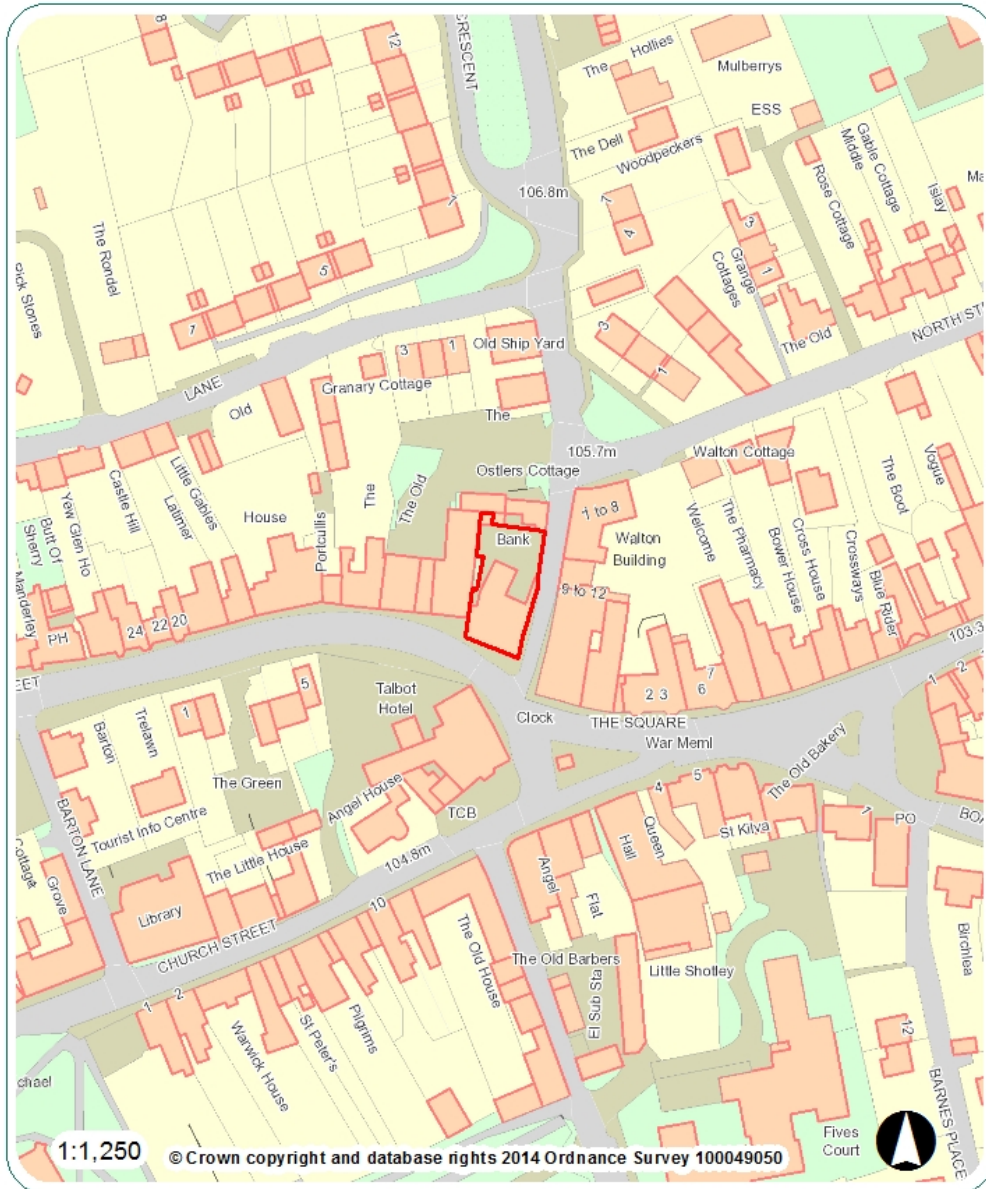 8
12
CRESCENT
The Hollies
Mulberrys
ESS
The Dell
Woodpeckers
Gable Cottage
Middle
Rose Cottage
Islay
106.8m
7
7
4
3
1
Grange
Cottages
The Rondel
5
1
The Old
NORTH
3
1
Old Ship Yard
3
1
Granary Cottage
LANE
Old
The
105.7m
Walton Cottage
Ostlers Cottage
Vogue
The Boot
Castle Hill
Little Gables
Latimer
House
Portcullis
The
The Old
Bank
1 to 8
Walton
Building
Welcome
The Pharmacy
Cross House
Bower House
Crossways
Blue Rider
Yew Glen Ho
Butt Of
Sherry
Manderley
PH
24
22
20
9 to 12
103.3
2 3
6
7
1
2
Talbot
Hotel
Clock
THE SQUARE
War Meml
The Old Bakery
Trelawn
Barton
1
5
The Green
Angel House
TCB
Tourist Info Centre
BARTON LANE
The Little House
104.8m
4
5
St Kilva
7
PO
Cottage
Grove
Library
CHURCH STREET
10
Hall
Queen
Angel
Flat
The Old House
The Old Barbers
Little Shotley
Birchlea
1
2
Warwick House
St Peter's
Pilgrims
El Sub Sta
12
BARNES PLACE
Fives
Court
chael
1:1,250
© Crown copyright and database rights 2014 Ordnance Survey 100049050